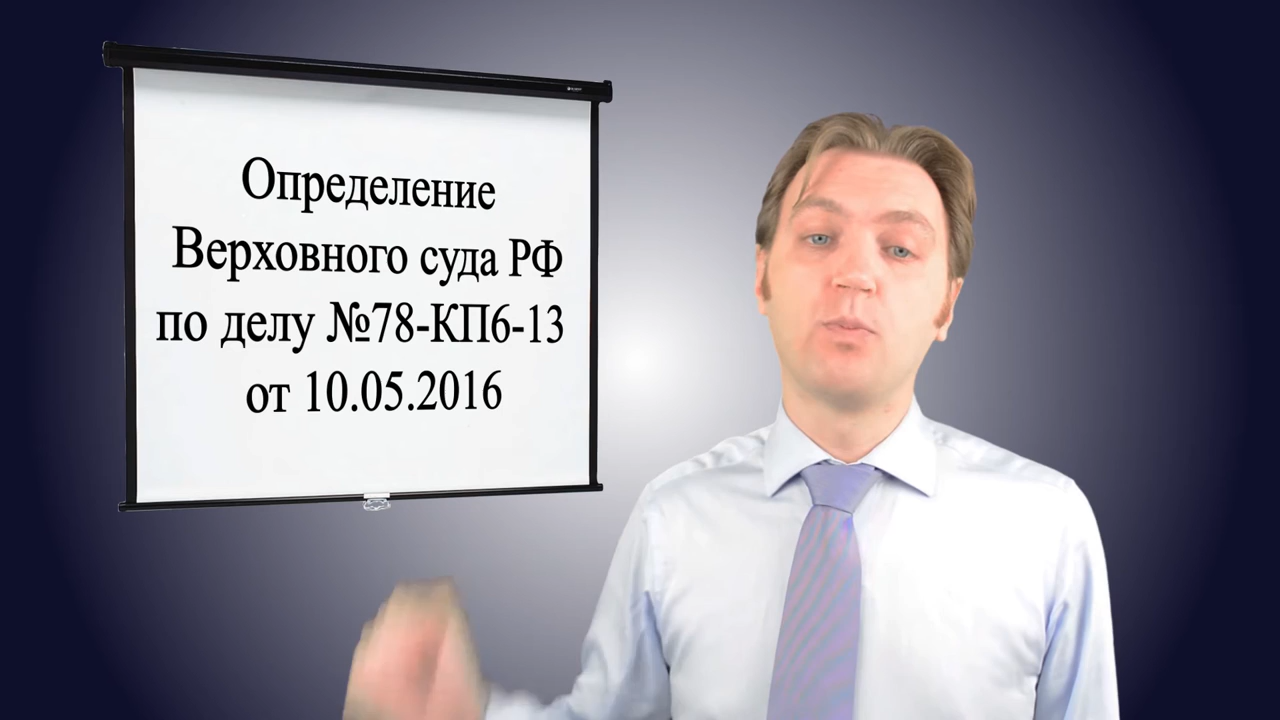 Определение
Верховного суда РФ
по делу №78-КП6-13
от 10.05.2016